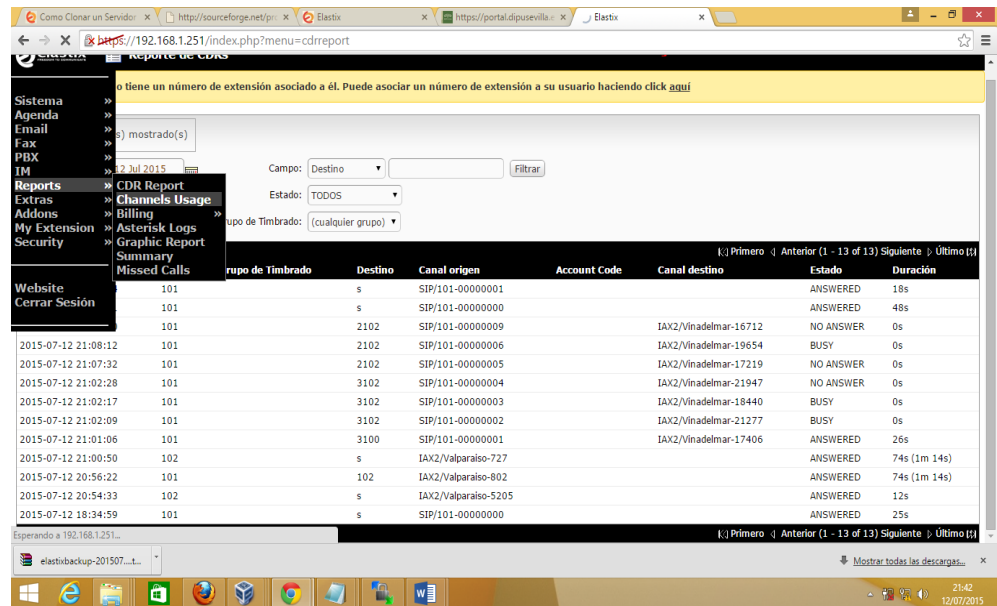 Como Clonar un Servidor
http://sourceforge.net/pro
Elastix
https://portal.dipusevilla.e
Elastix
https://192.168.1.251/index.php?menu=cdrreport
elastix Reporte de CDRs
o tiene un número de extensión asociado a él. Puede asociar un número de extensión a su usuario haciendo click aquí
Sistema »
Agenda »
Email »
Fax »
PBX »
IM »
Reports »
Extras »
Addons »
My Extension »
Security »
Website
Cerrar Sesión
CDR Report
Channels Usage
Billing »
Asterisk Logs
Graphic Report
Summary
Missed Calls
s) mostrado(s)
12 Jul 2015 Campo: Destino Filtrar
Estado: TODOS
rupo de Timbrado: (cualquier grupo)
Primero Anterior (1 - 13 of 13) Siguiente Último
rupo de Timbrado Destino Canal origen Account Code Canal destino Estado Duración
101 s SIP/101-00000001 ANSWERED 18s
101 s SIP/101-00000000 ANSWERED 48s
101 2102 SIP/101-00000009 IAX2/Vinadelmar-16712 NO ANSWER 0s
2015-07-12 21:08:12 101 2102 SIP/101-00000006 IAX2/Vinadelmar-19654 BUSY 0s
2015-07-12 21:07:32 101 2102 SIP/101-00000005 IAX2/Vinadelmar-17219 NO ANSWER 0s
2015-07-12 21:02:28 101 3102 SIP/101-00000004 IAX2/Vinadelmar-21947 NO ANSWER 0s
2015-07-12 21:02:17 101 3102 SIP/101-00000003 IAX2/Vinadelmar-18440 BUSY 0s
2015-07-12 21:02:09 101 3102 SIP/101-00000002 IAX2/Vinadelmar-21277 BUSY 0s
2015-07-12 21:01:06 101 3100 SIP/101-00000001 IAX2/Vinadelmar-17406 ANSWERED 26s
2015-07-12 21:00:50 102 s IAX2/Valparaiso-727 ANSWERED 74s (1m 14s)
2015-07-12 20:56:22 101 102 IAX2/Valparaiso-802 ANSWERED 74s (1m 14s)
2015-07-12 20:54:33 102 s IAX2/Valparaiso-5205 ANSWERED 12s
2015-07-12 18:34:59 101 s SIP/101-00000000 ANSWERED 25s
Esperando a 192.168.1.251...
Primero Anterior (1 - 13 of 13) Siguiente Último
elastixbackup-201507....t...
Mostrar todas las descargas...
21:42
12/07/2015